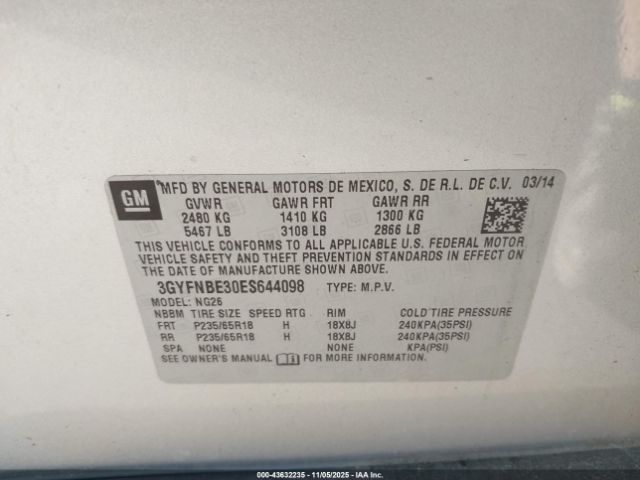 GM
MFD BY GENERAL MOTORS DE MEXICO, S. DE R.L. DE C.V. 03/14
GVWR GAWR FRT GAWR RR
2480 KG 1410 KG 1300 KG
5467 LB 3108 LB 2866 LB
THIS VEHICLE CONFORMS TO ALL APPLICABLE U.S. FEDERAL MOTOR
VEHICLE SAFETY AND THEFT PREVENTION STANDARDS IN EFFECT ON
THE DATE OF MANUFACTURE SHOWN ABOVE.
3GYFNBE30ES644098 TYPE: M.P.V.
MODEL: NG26
NBBM TIRE SIZE SPEED RTG RIM COLD TIRE PRESSURE
FRT P235/65R18 H 18X8J 240KPA(35PSI)
RR P235/65R18 H 18X8J 240KPA(35PSI)
SPA NONE NONE KPA(PSI)
SEE OWNER'S MANUAL FOR MORE INFORMATION.
000-43632235 - 11/05/2025 - IAA